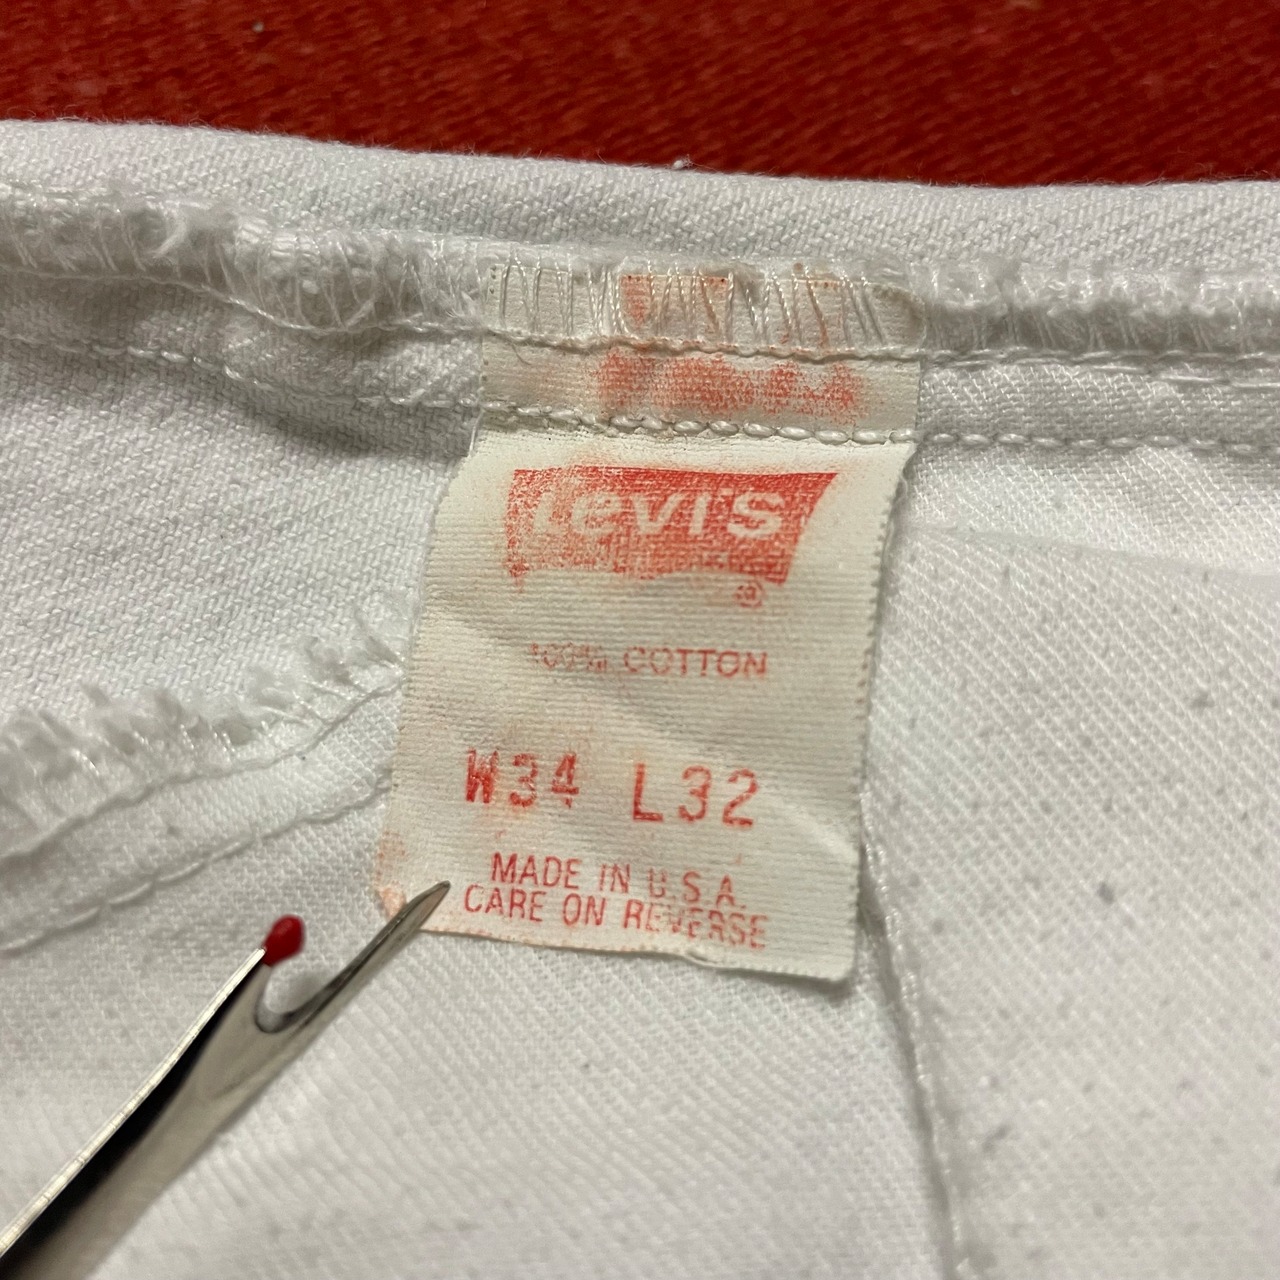 Levi's
®
100% COTTON
W34 L32
MADE IN U.S.A.
CARE ON REVERSE